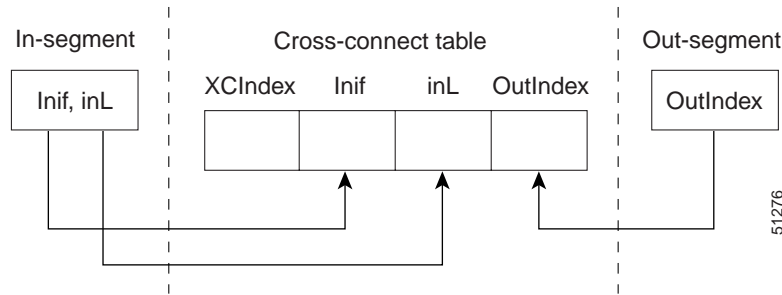 In-segment
Cross-connect table
Out-segment
XCIndex Inif inL OutIndex
Inif, inL
OutIndex
51276